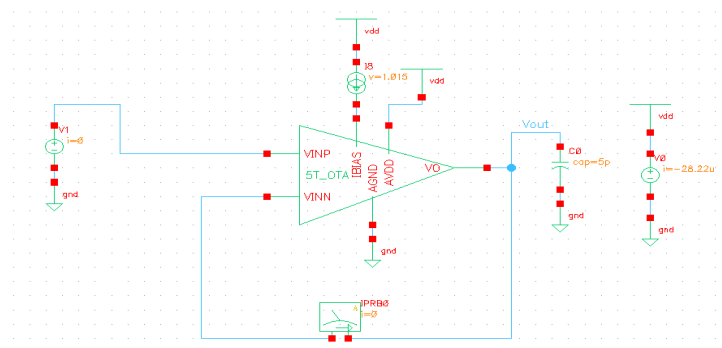 vdd
I8
v=1.016
vdd
V1
i=0
gnd
VINP
VINN
5T_OTA
IBIAS
AGND
AVDD
VO
gnd
Vout
C0
cap=5p
gnd
vdd
V0
i=-28.22u
gnd
IPRB0
i=0